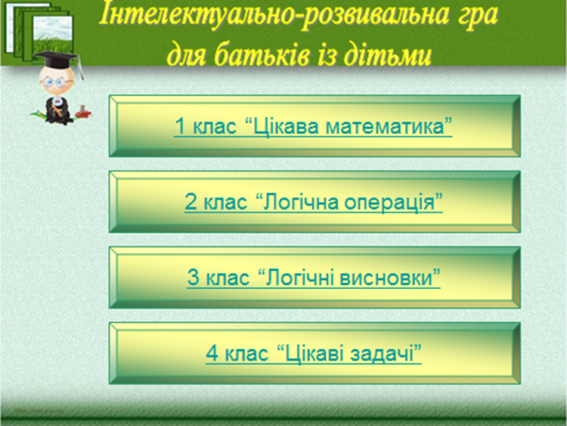 Інтелектуально-розвивальна гра
для батьків із дітьми
1 клас “Цікава математика”
2 клас “Логічна операція”
3 клас “Логічні висновки”
4 клас “Цікаві задачі”